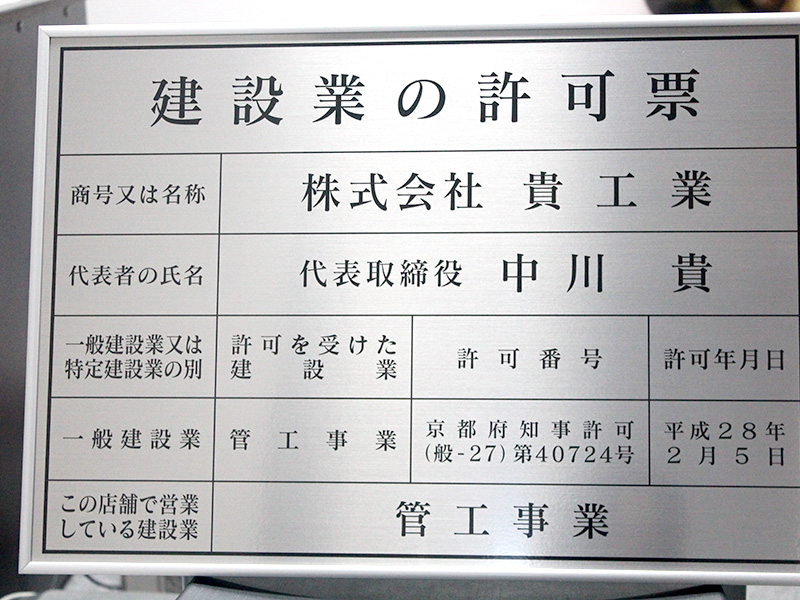 建設業の許可票
商号又は名称
株式会社 貴工業
代表者の氏名
代表取締役 中川 貴
一般建設業又は
特定建設業の別
許可を受けた
建設業
許可番号
許可年月日
一般建設業
管工事業
京都府知事許可
(般-27)第40724号
平成28年
2月5日
この店舗で営業
している建設業
管工事業